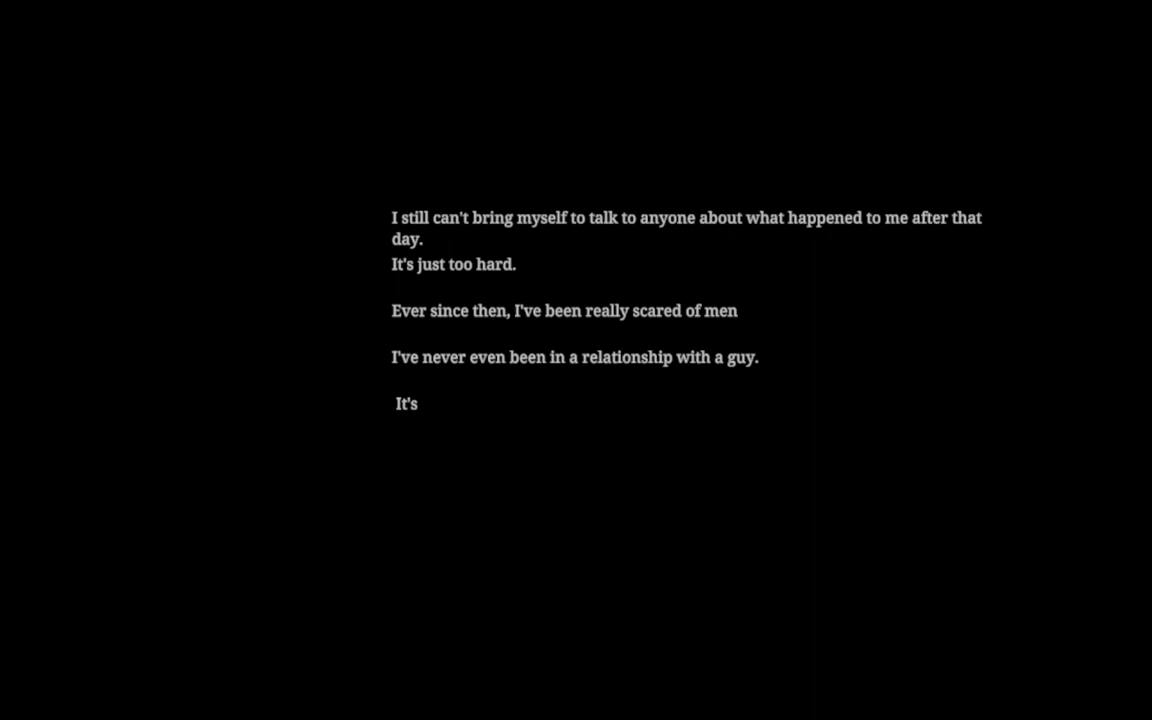 I still can't bring myself to talk to anyone about what happened to me after that
day.
It's just too hard.
Ever since then, I've been really scared of men
I've never even been in a relationship with a guy.
It's